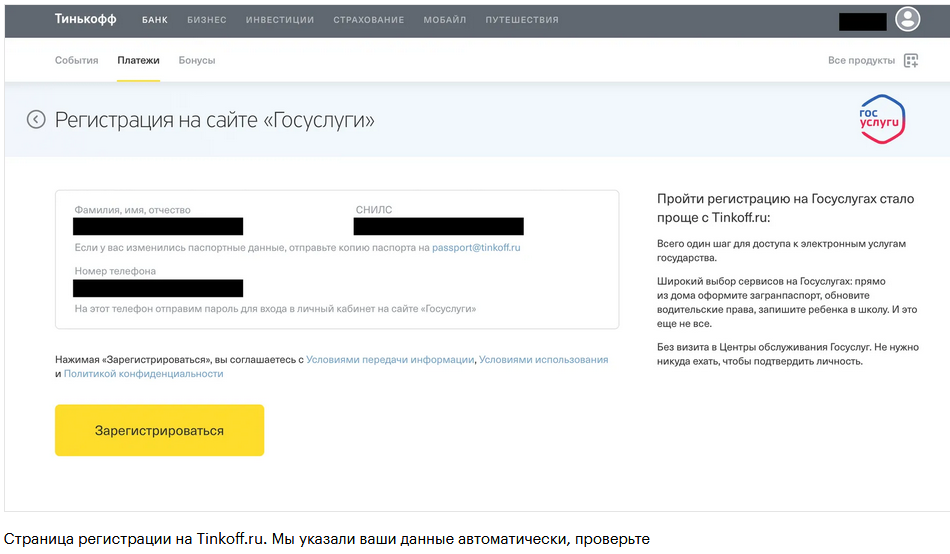 Тинькофф БАНК БИЗНЕС ИНВЕСТИЦИИ СТРАХОВАНИЕ МОБАЙЛ ПУТЕШЕСТВИЯ
События Платежи Бонусы Все продукты
Регистрация на сайте «Госуслуги»
гос
услуги
Фамилия, имя, отчество СНИЛС
Если у вас изменились паспортные данные, отправьте копию паспорта на passport@tinkoff.ru
Номер телефона
На этот телефон отправим пароль для входа в личный кабинет на сайте «Госуслуги»
Нажимая «Зарегистрироваться», вы соглашаетесь с Условиями передачи информации, Условиями использования
и Политикой конфиденциальности
Зарегистрироваться
Пройти регистрацию на Госуслугах стало
проще с Tinkoff.ru:
Всего один шаг для доступа к электронным услугам
государства.
Широкий выбор сервисов на Госуслугах: прямо
из дома оформите загранпаспорт, обновите
водительские права, запишите ребенка в школу. И это
еще не все.
Без визита в Центры обслуживания Госуслуг. Не нужно
никуда ехать, чтобы подтвердить личность.
Страница регистрации на Tinkoff.ru. Мы указали ваши данные автоматически, проверьте